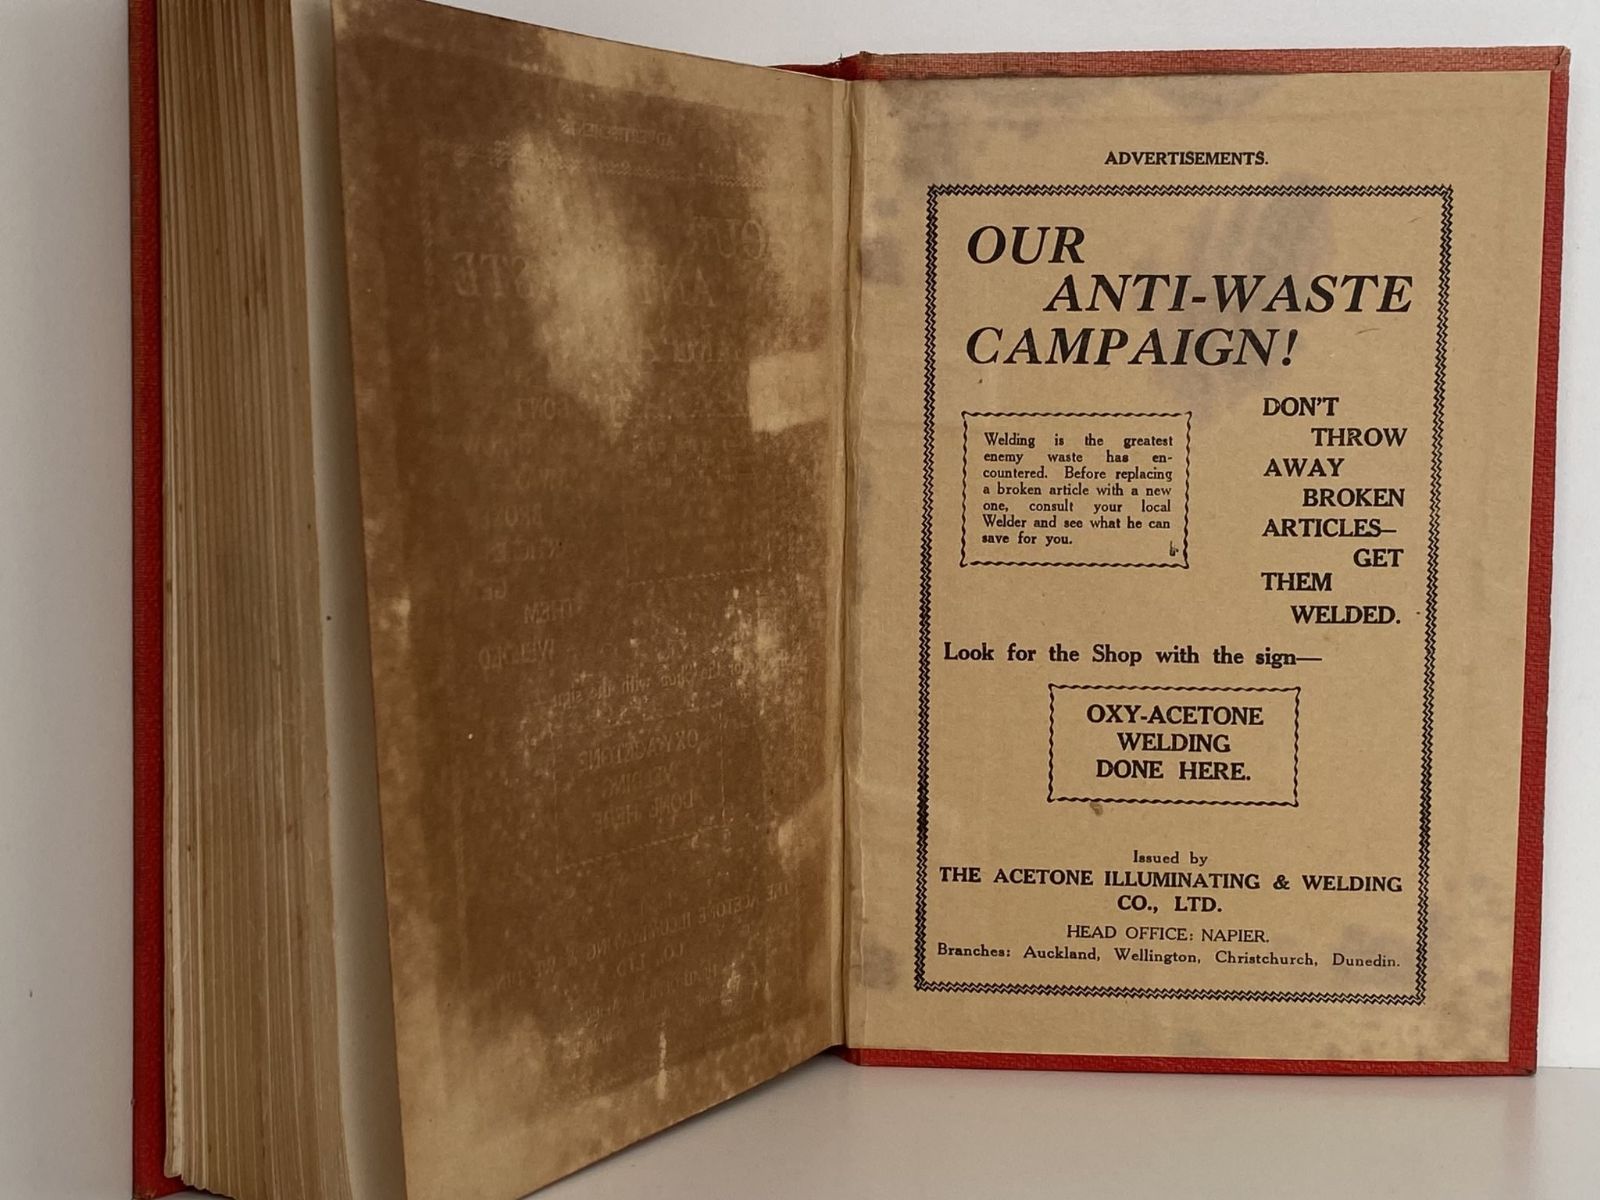 ADVERTISEMENTS.
OUR
ANTI-WASTE
CAMPAIGN!
Welding is the greatest
enemy waste has en-
countered. Before replacing
a broken article with a new
one, consult your local
Welder and see what he can
save for you.
DON'T
THROW
AWAY
BROKEN
ARTICLES—
GET
THEM
WELDED.
Look for the Shop with the sign—
OXY-ACETONE
WELDING
DONE HERE.
Issued by
THE ACETONE ILLUMINATING & WELDING
CO., LTD.
HEAD OFFICE: NAPIER.
Branches: Auckland, Wellington, Christchurch, Dunedin.